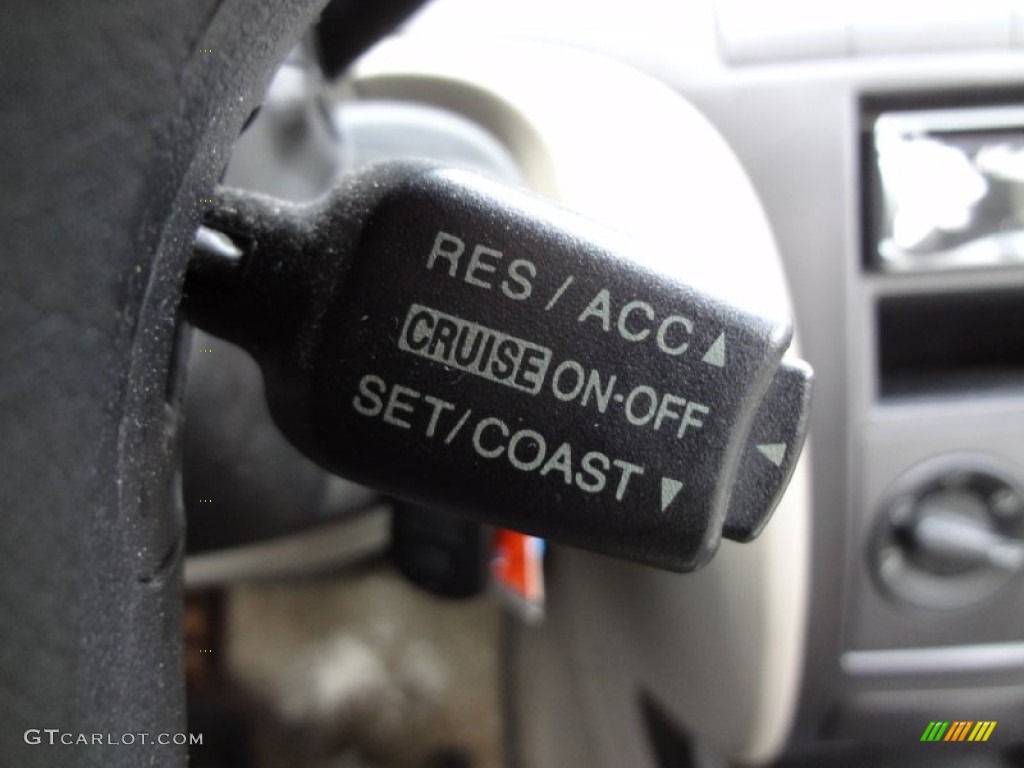 RES / ACC ▲
CRUISE ON-OFF
SET/COAST ▼
GTCARLOT.COM